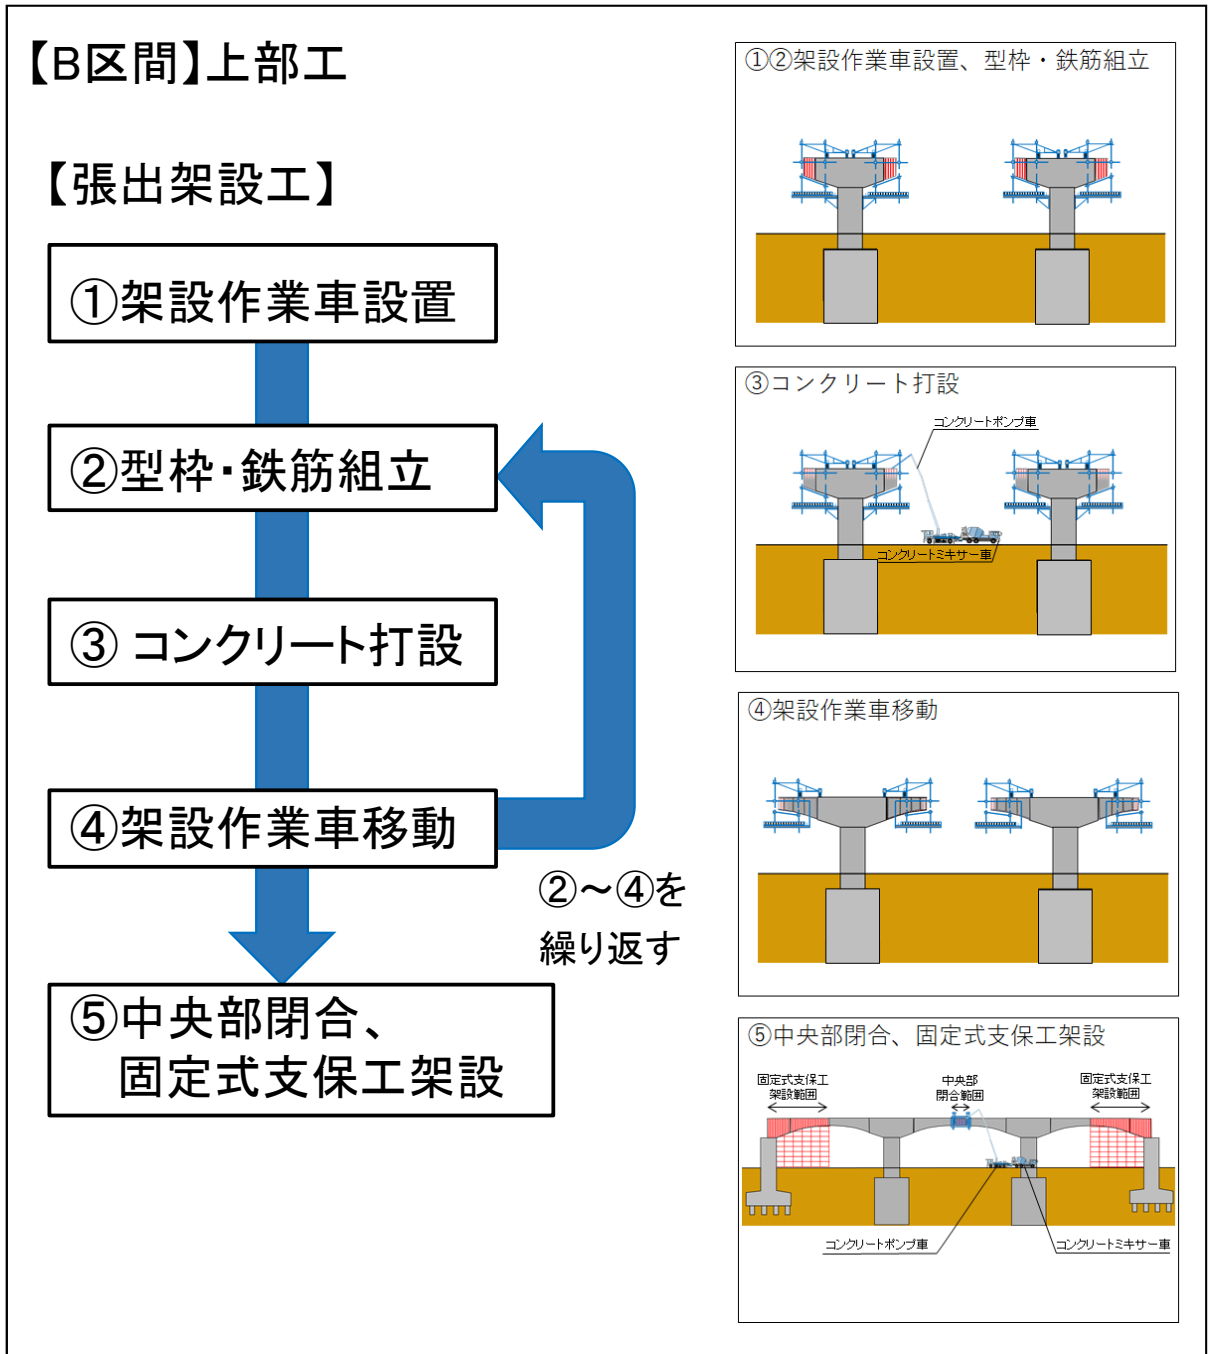 【B区間】上部工
【張出架設工】
①架設作業車設置
②型枠・鉄筋組立
③ コンクリート打設
④架設作業車移動
②～④を
繰り返す
⑤中央部閉合、
固定式支保工架設
①②架設作業車設置、型枠・鉄筋組立
③コンクリート打設
コンクリートポンプ車
コンクリートミキサー車
④架設作業車移動
⑤中央部閉合、固定式支保工架設
固定式支保工
架設範囲
中央部
閉合範囲
固定式支保工
架設範囲
コンクリートポンプ車
コンクリートミキサー車